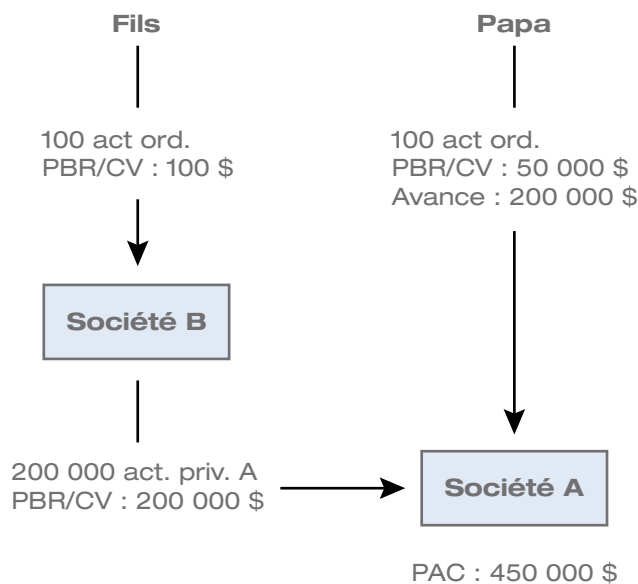 Fils
Papa
100 act ord.
PBR/CV : 100 $
100 act ord.
PBR/CV : 50 000 $
Avance : 200 000 $
Société B
200 000 act. priv. A
PBR/CV : 200 000 $
Société A
PAC : 450 000 $